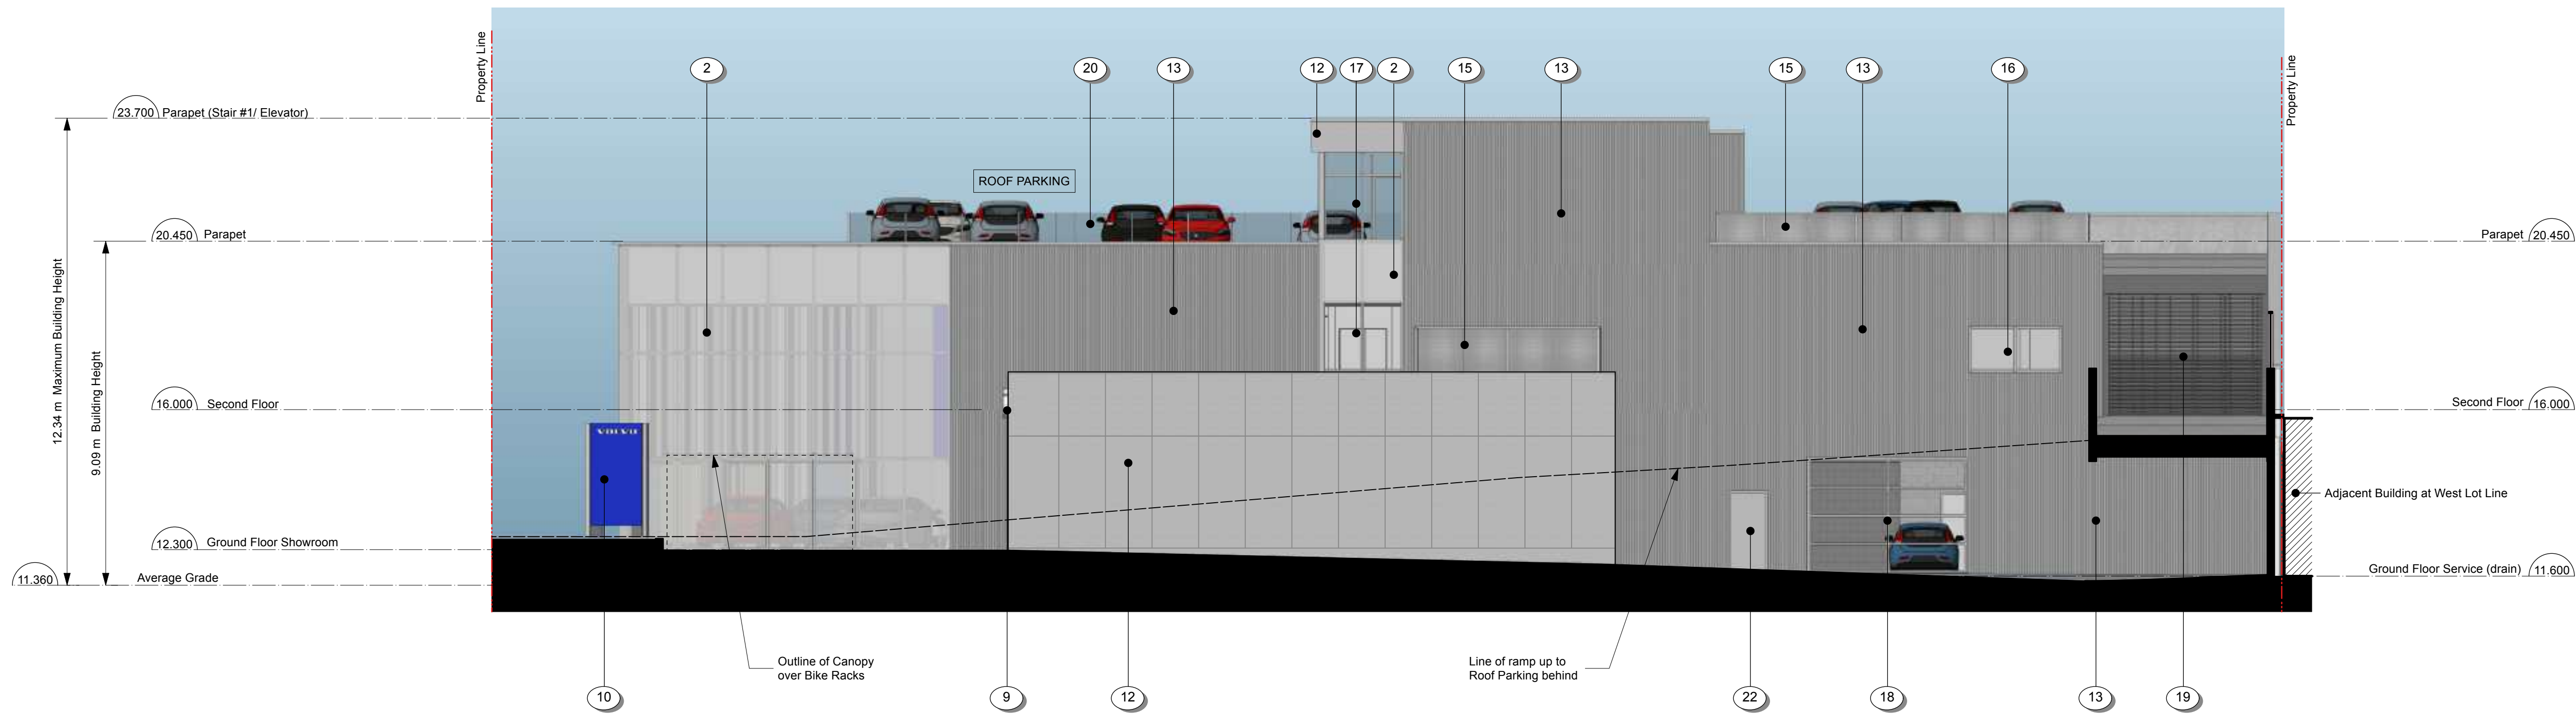 Property Line
Property Line
2
20
13
12
17
2
15
13
15
13
16
23.700 Parapet (Stair #1/ Elevator)
ROOF PARKING
20.450 Parapet
Parapet 20.450
12.34 m Maximum Building Height
9.09 m Building Height
16.000 Second Floor
Second Floor 16.000
VOLVO
Adjacent Building at West Lot Line
12.300 Ground Floor Showroom
11.360 Average Grade
Ground Floor Service (drain) 11.600
Outline of Canopy
over Bike Racks
Line of ramp up to
Roof Parking behind
10
9
12
22
18
13
19